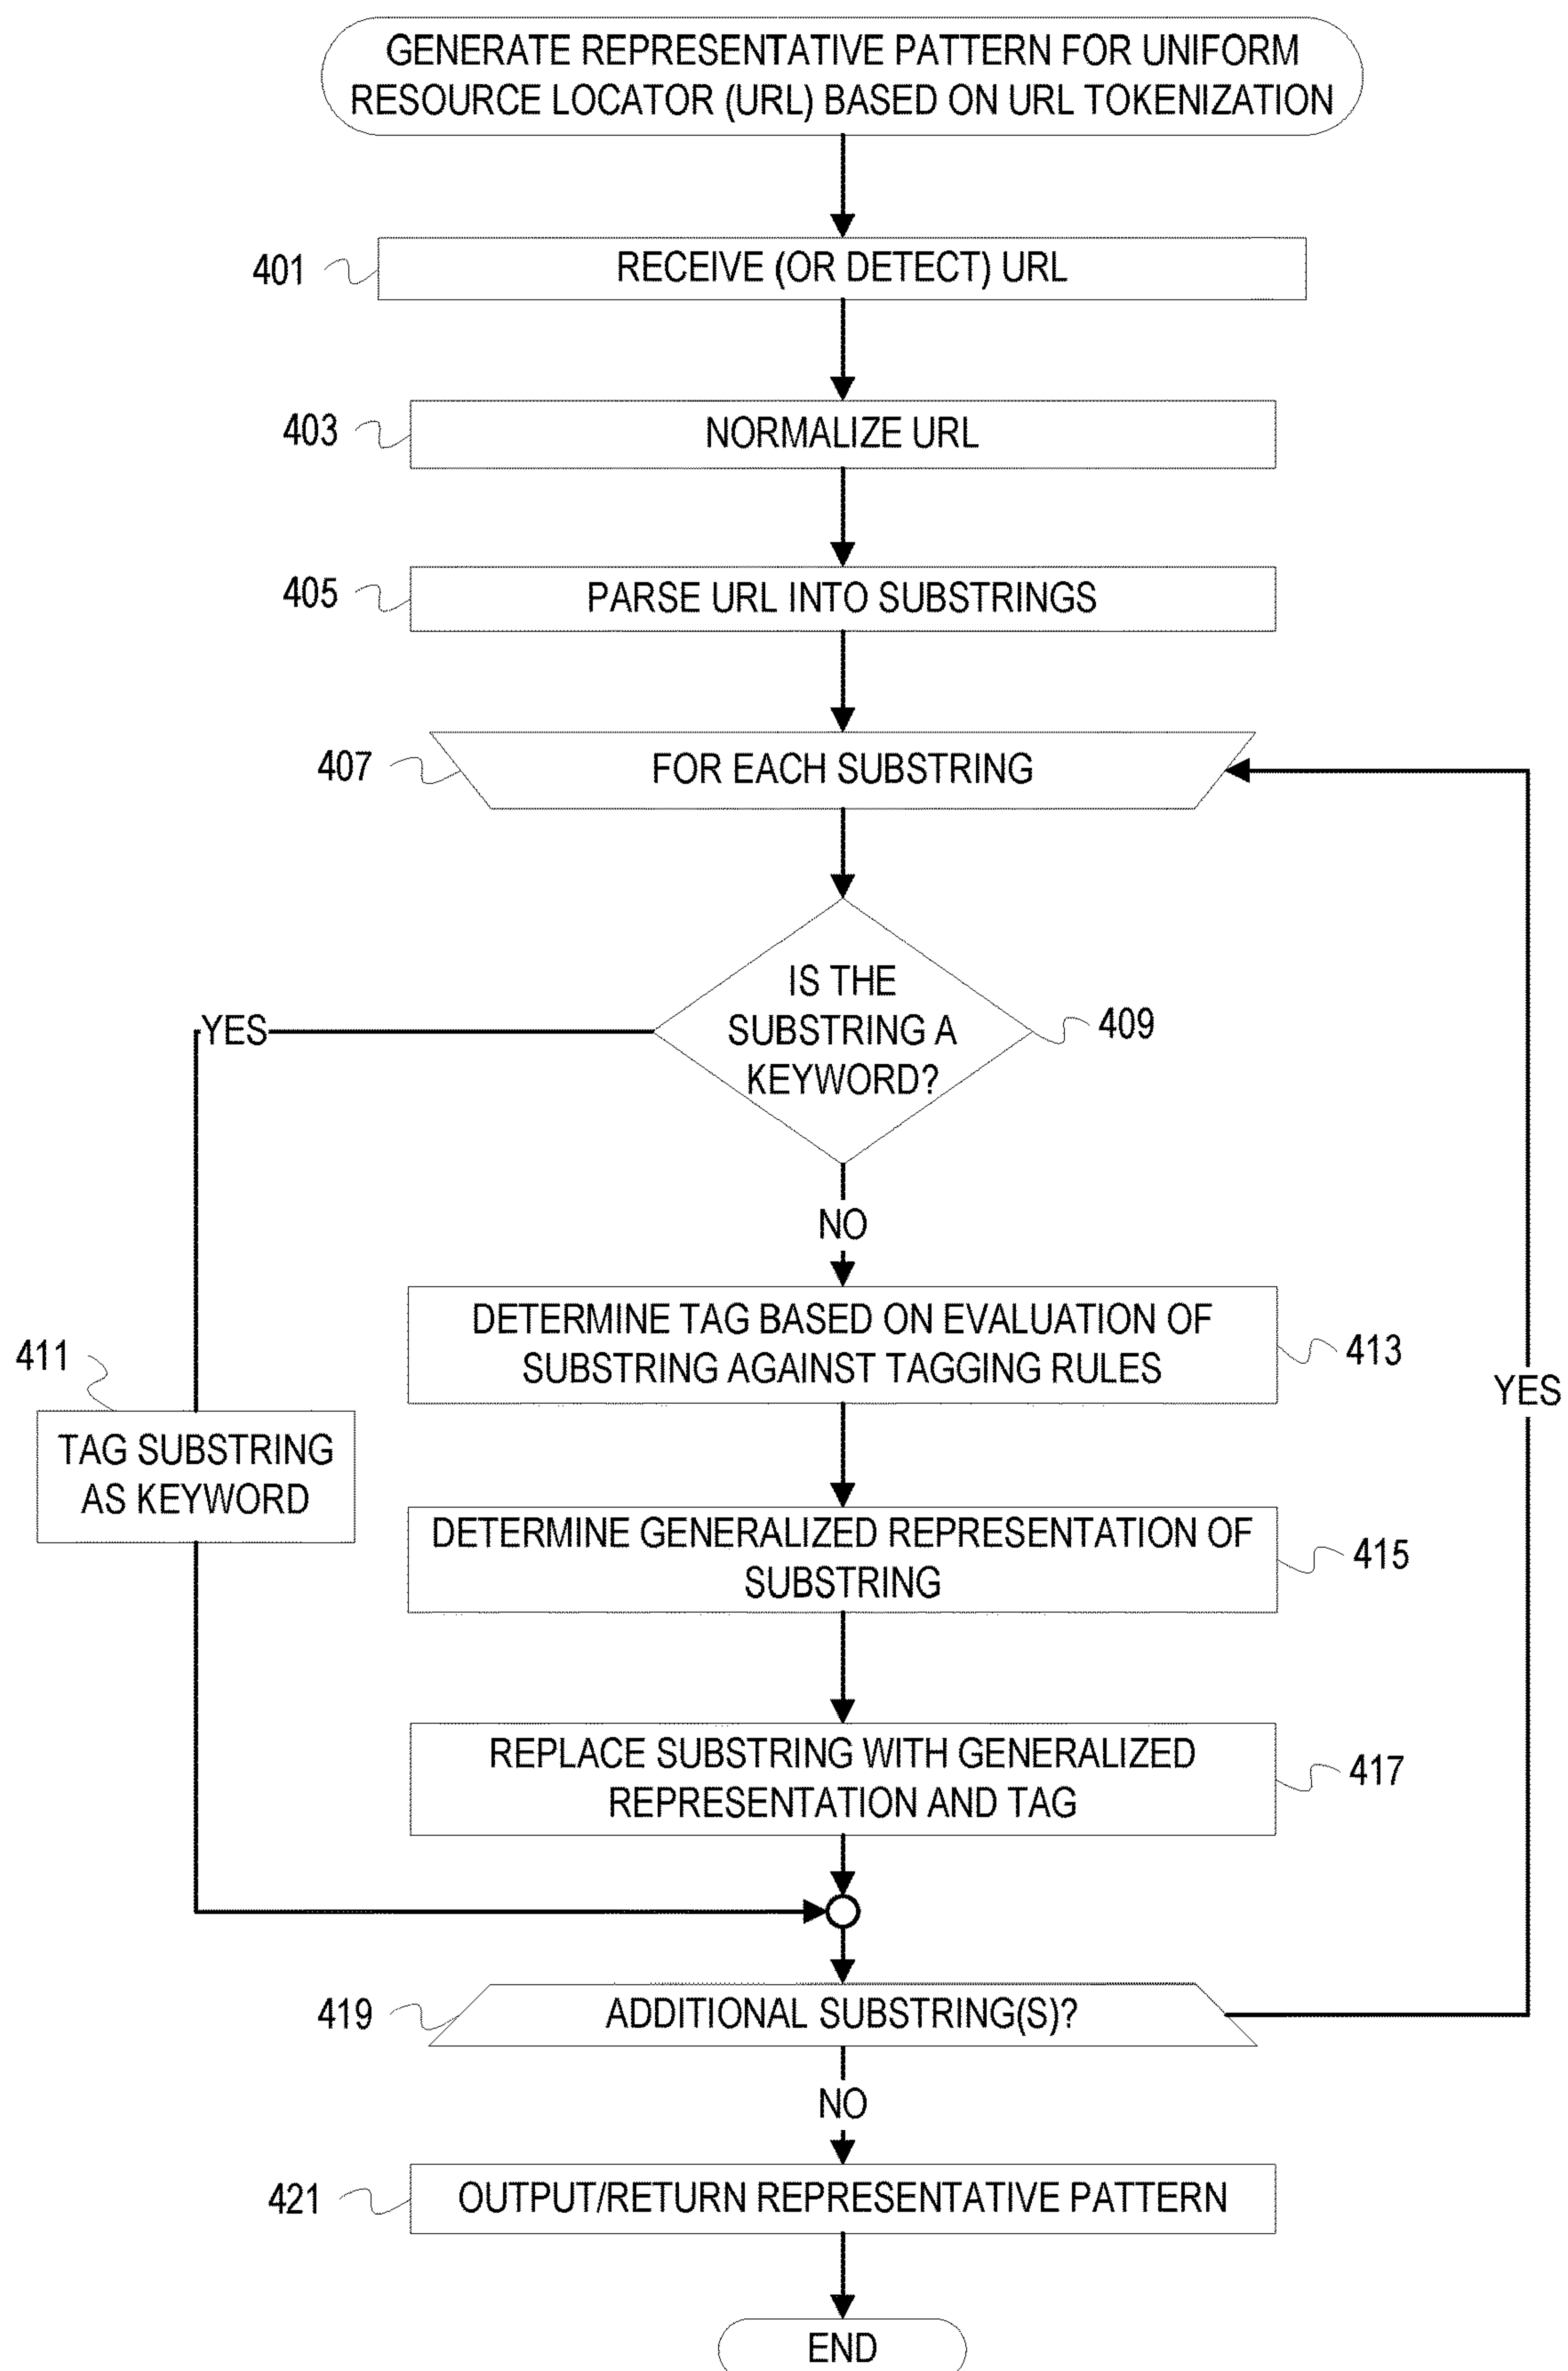 GENERATE REPRESENTATIVE PATTERN FOR UNIFORM
RESOURCE LOCATOR (URL) BASED ON URL TOKENIZATION
401
RECEIVE (OR DETECT) URL
403
NORMALIZE URL
405
PARSE URL INTO SUBSTRINGS
407
FOR EACH SUBSTRING
IS THE
SUBSTRING A
KEYWORD?
409
YES
NO
411
TAG SUBSTRING
AS KEYWORD
DETERMINE TAG BASED ON EVALUATION OF
SUBSTRING AGAINST TAGGING RULES
413
YES
DETERMINE GENERALIZED REPRESENTATION OF
SUBSTRING
415
REPLACE SUBSTRING WITH GENERALIZED
REPRESENTATION AND TAG
417
419
ADDITIONAL SUBSTRING(S)?
NO
421
OUTPUT/RETURN REPRESENTATIVE PATTERN
END